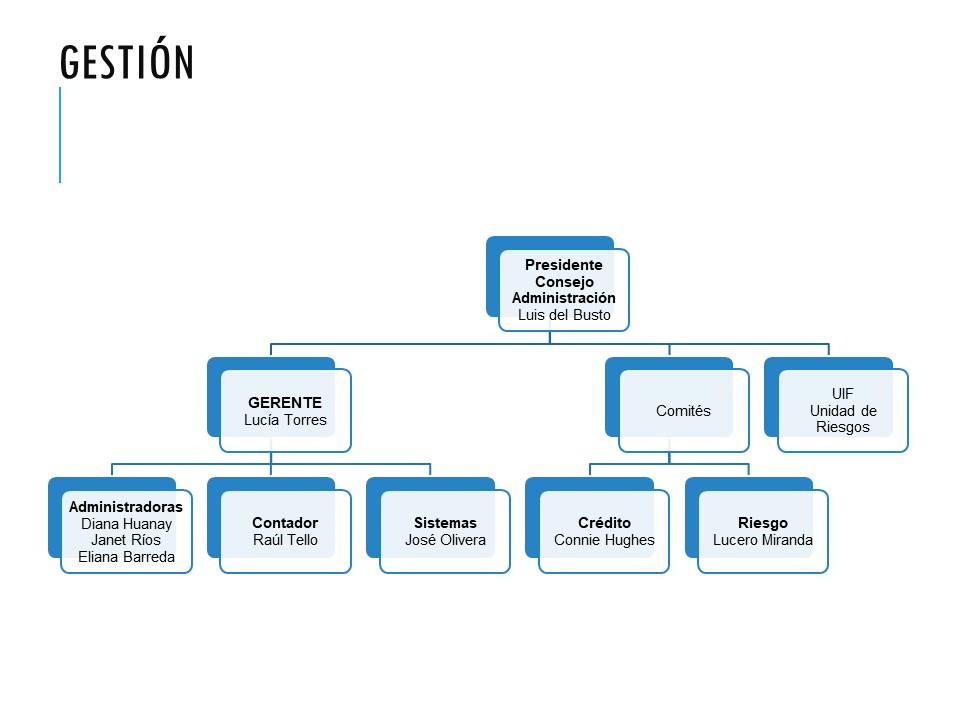 GESTIÓN
Presidente
Consejo
Administración
Luis del Busto
GERENTE
Lucía Torres
Comités
UIF
Unidad de
Riesgos
Administradoras
Diana Huanay
Janet Ríos
Eliana Barreda
Contador
Raúl Tello
Sistemas
José Olivera
Crédito
Connie Hughes
Riesgo
Lucero Miranda